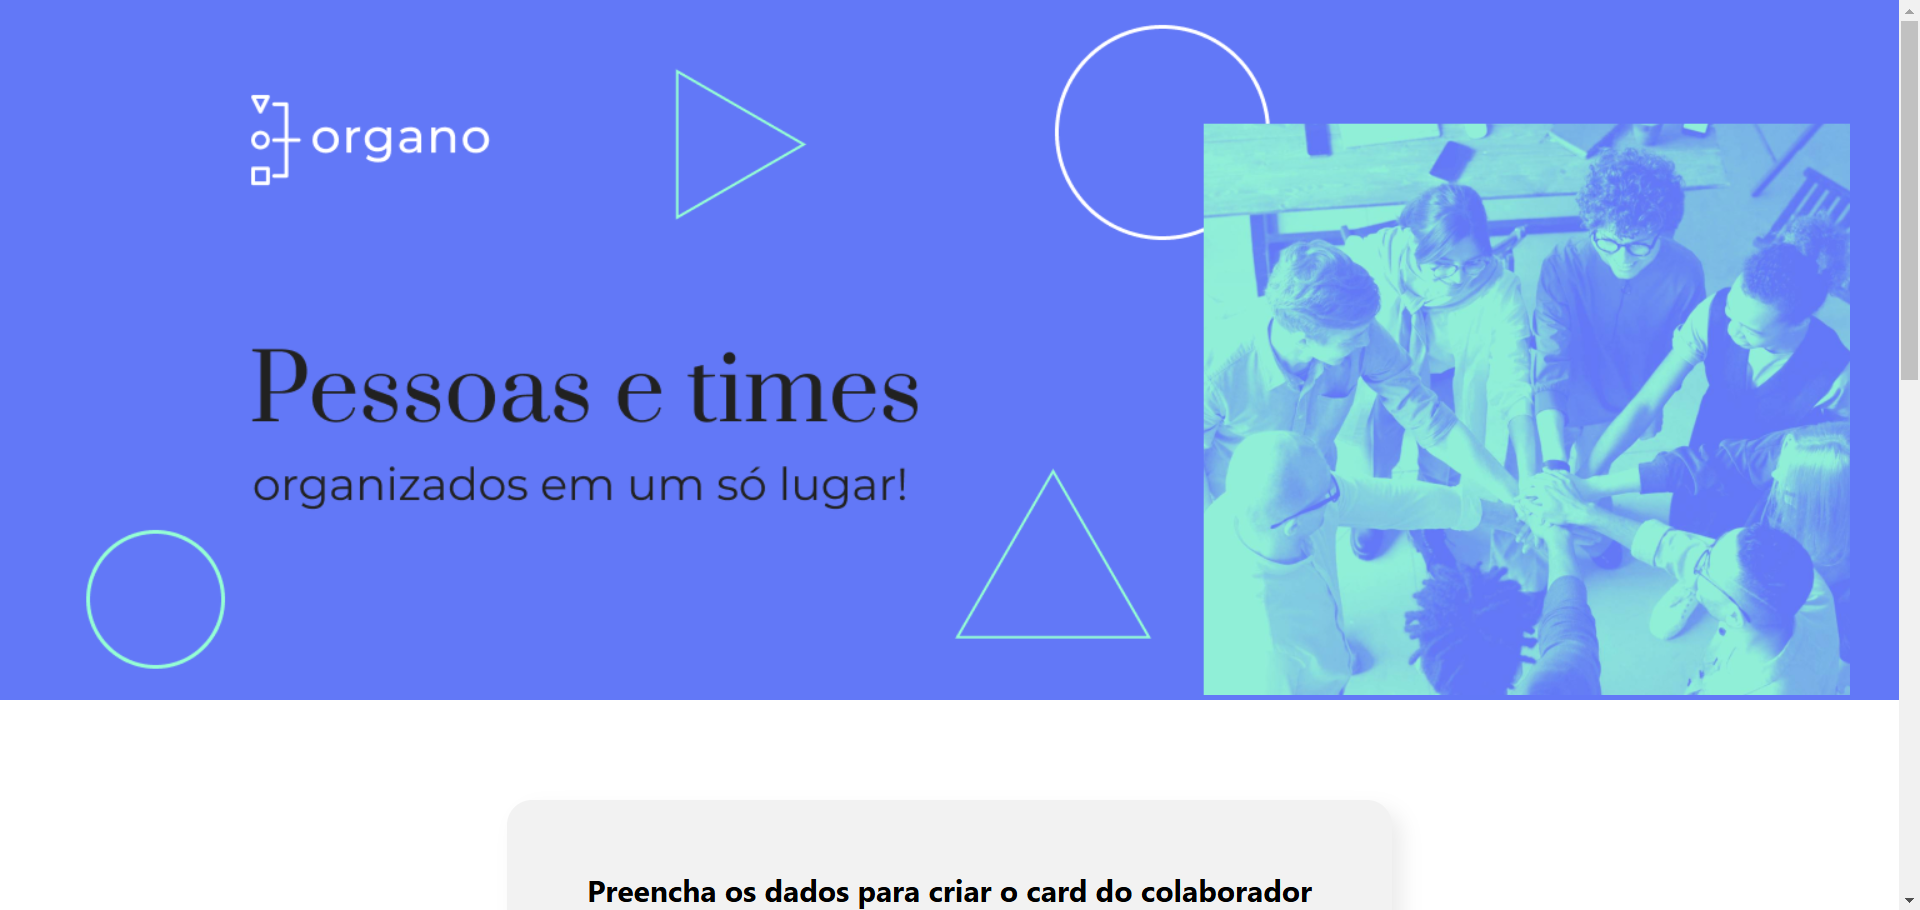 organo
Pessoas e times
organizados em um só lugar!
Preencha os dados para criar o card do colaborador